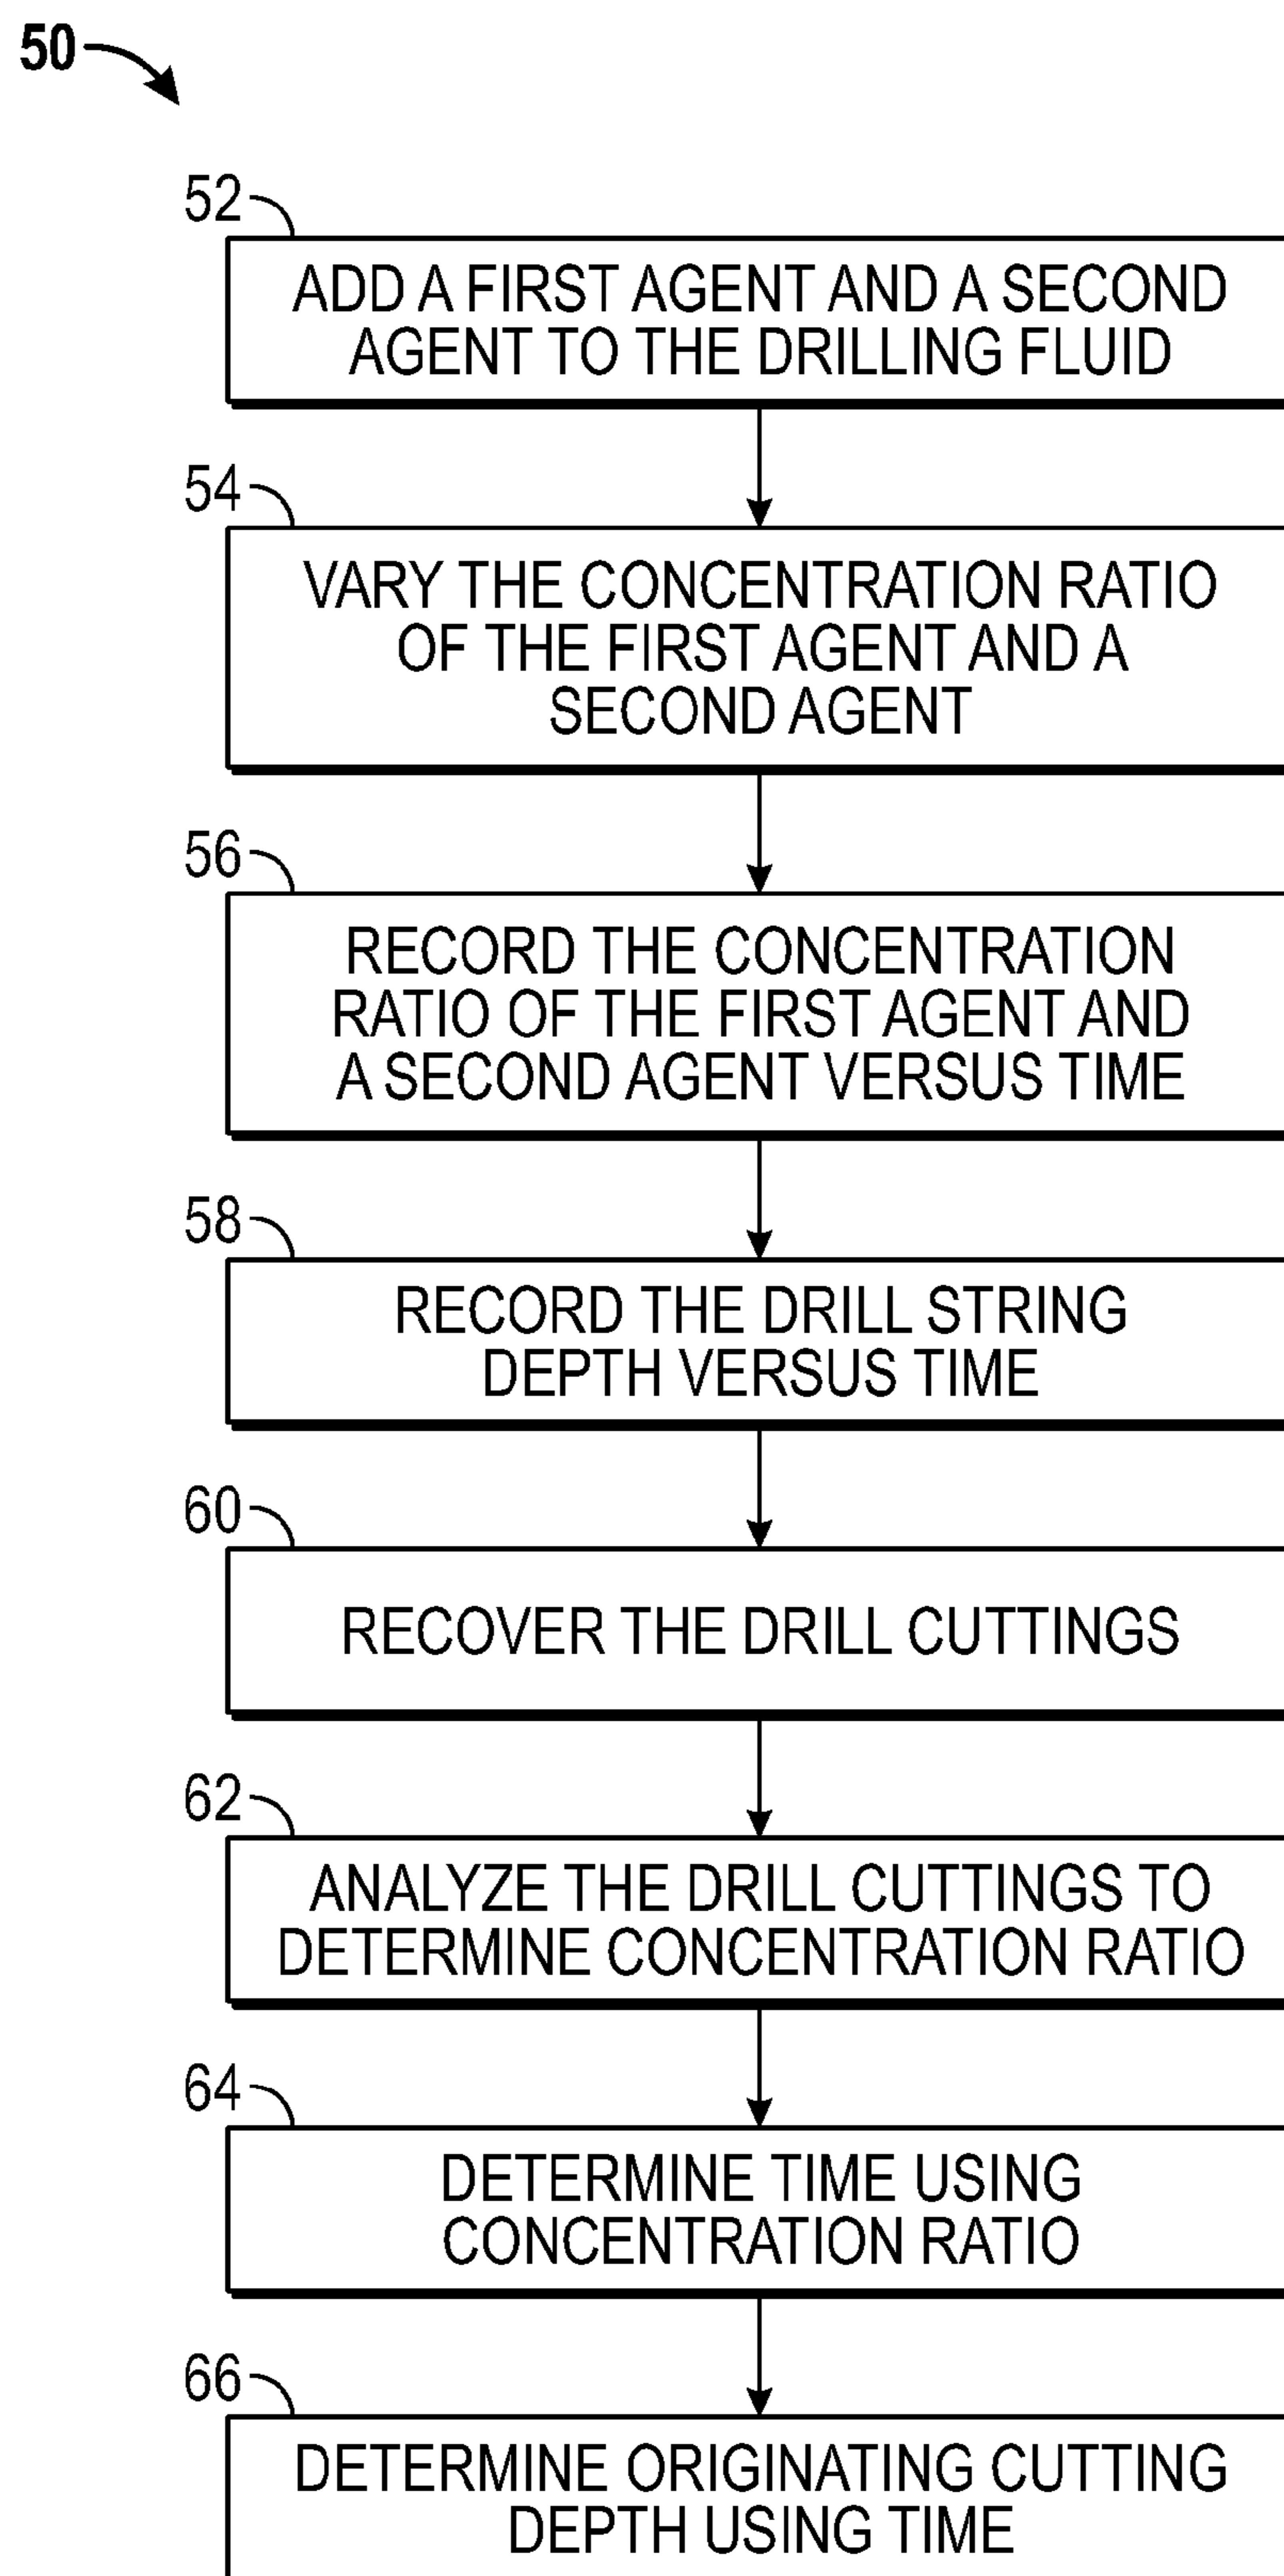 50
52
ADD A FIRST AGENT AND A SECOND
AGENT TO THE DRILLING FLUID
54
VARY THE CONCENTRATION RATIO
OF THE FIRST AGENT AND A
SECOND AGENT
56
RECORD THE CONCENTRATION
RATIO OF THE FIRST AGENT AND
A SECOND AGENT VERSUS TIME
58
RECORD THE DRILL STRING
DEPTH VERSUS TIME
60
RECOVER THE DRILL CUTTINGS
62
ANALYZE THE DRILL CUTTINGS TO
DETERMINE CONCENTRATION RATIO
64
DETERMINE TIME USING
CONCENTRATION RATIO
66
DETERMINE ORIGINATING CUTTING
DEPTH USING TIME